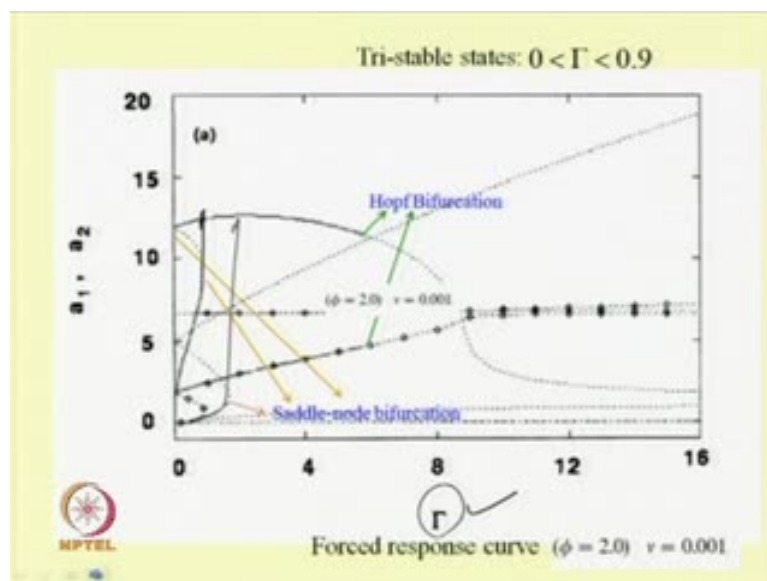 Tri-stable states: 0 < Γ < 0.9
20
(a)
15
Hopf Bifurcation
a₁, a₂
10
(ϕ = 2.0) ν = 0.001
5
Saddle-node bifurcation
0
0 4 8 12 16
Γ
NPTEL
Forced response curve (ϕ = 2.0) ν = 0.001